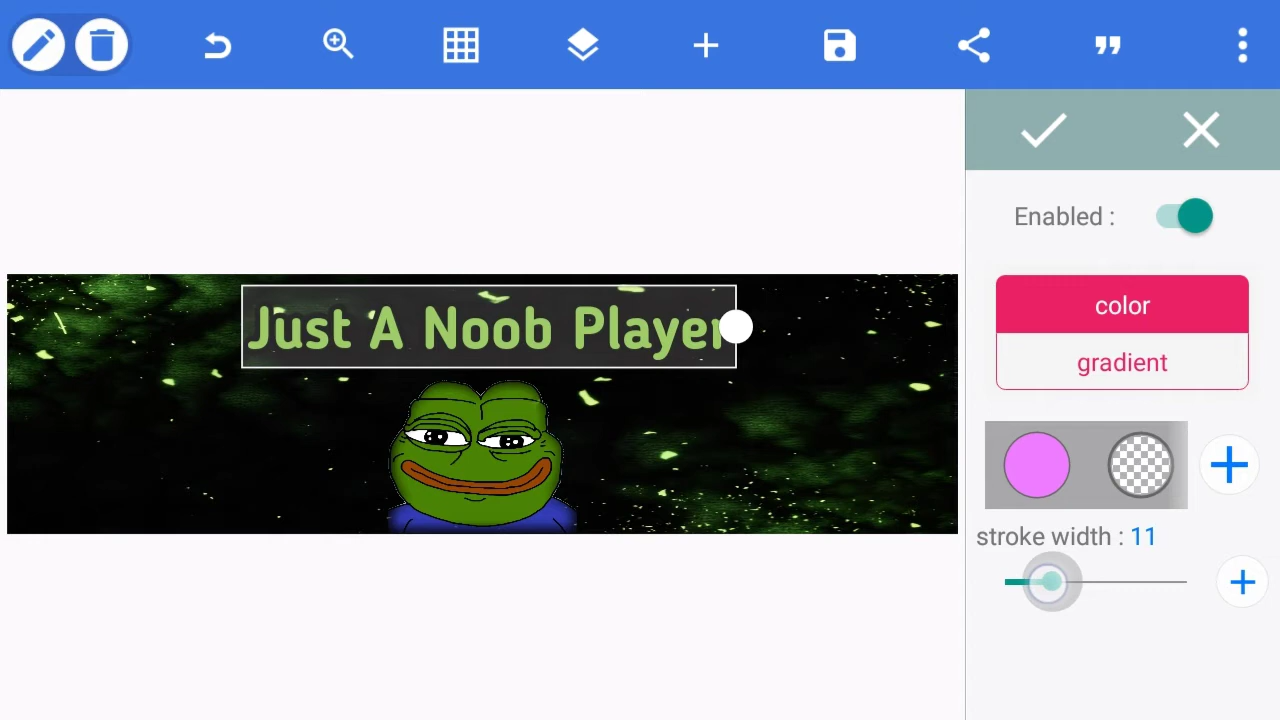 Enabled :
color
gradient
stroke width : 11
Just A Noob Player